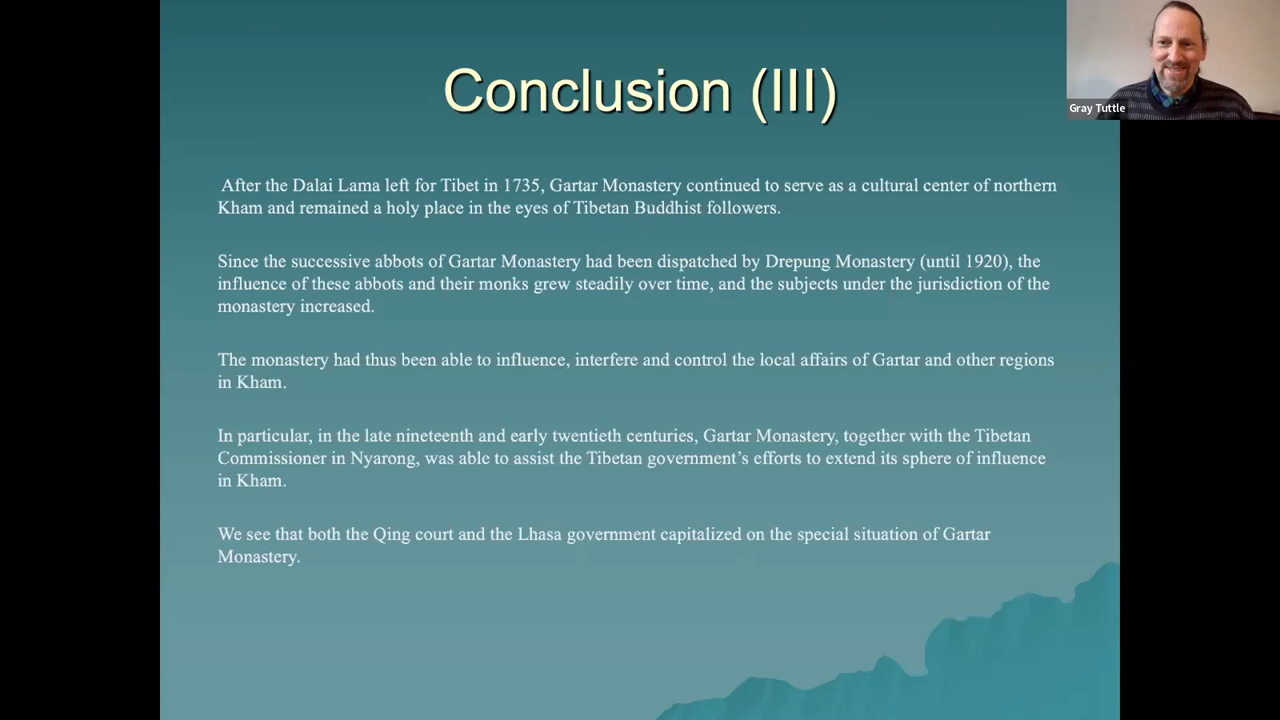 Conclusion (III)
Gray Tuttle
After the Dalai Lama left for Tibet in 1735, Gartar Monastery continued to serve as a cultural center of northern
Kham and remained a holy place in the eyes of Tibetan Buddhist followers.
Since the successive abbots of Gartar Monastery had been dispatched by Drepung Monastery (until 1920), the
influence of these abbots and their monks grew steadily over time, and the subjects under the jurisdiction of the
monastery increased.
The monastery had thus been able to influence, interfere and control the local affairs of Gartar and other regions
in Kham.
In particular, in the late nineteenth and early twentieth centuries, Gartar Monastery, together with the Tibetan
Commissioner in Nyarong, was able to assist the Tibetan government’s efforts to extend its sphere of influence
in Kham.
We see that both the Qing court and the Lhasa government capitalized on the special situation of Gartar
Monastery.